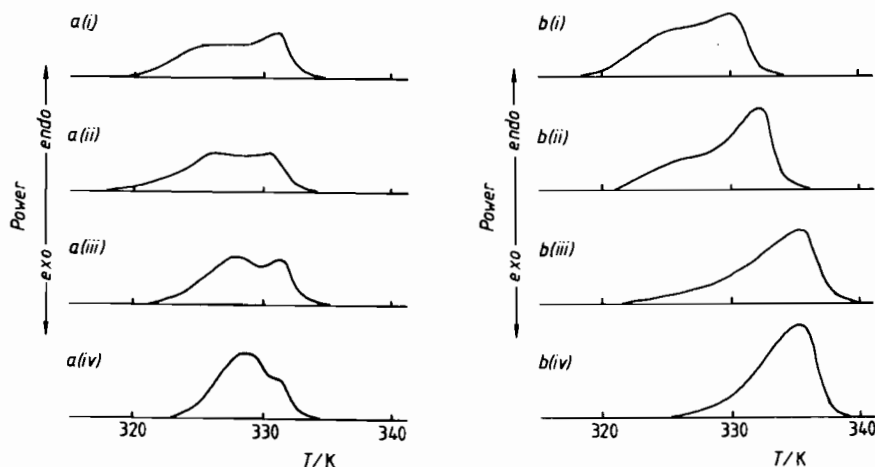 a(i)
a(ii)
a(iii)
a(iv)
Power
endo
exo
320 330 340
T/K
b(i)
b(ii)
b(iii)
b(iv)
Power
endo
exo
320 330 340
T/K